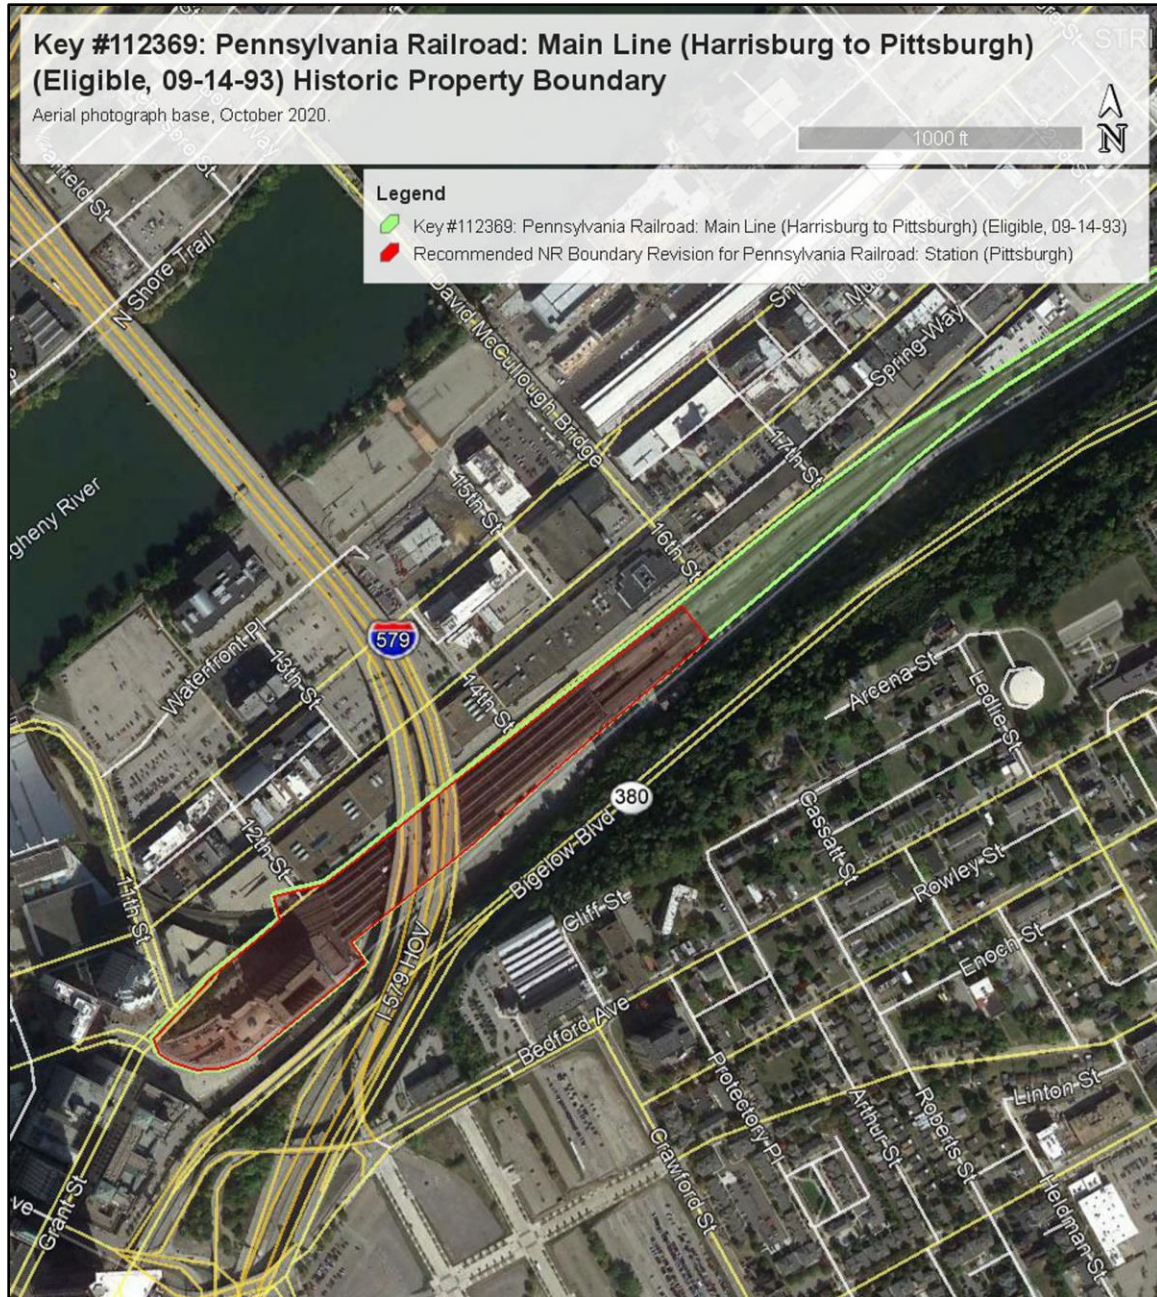 Key #112369: Pennsylvania Railroad: Main Line (Harrisburg to Pittsburgh)
(Eligible, 09-14-93) Historic Property Boundary
Aerial photograph base, October 2020.
1000 ft
N
STRI
Legend
Key #112369: Pennsylvania Railroad: Main Line (Harrisburg to Pittsburgh) (Eligible, 09-14-93)
Recommended NR Boundary Revision for Pennsylvania Railroad: Station (Pittsburgh)
N Shore Trail
David McCullough Bridge
Spring Way
17th St
gheny River
15th St
16th St
579
Waterfront Pl
13th St
14th St
Arcena St
Ledlie St
380
Bigelow Blvd
12th St
11th St
Cassatt St
Rowley St
Cliff St
Enoch St
I 579 HOV
Bedford Ave
Protectory Pl
Linton St
Arthur St
Roberts St
Crawford St
Grant St
ve